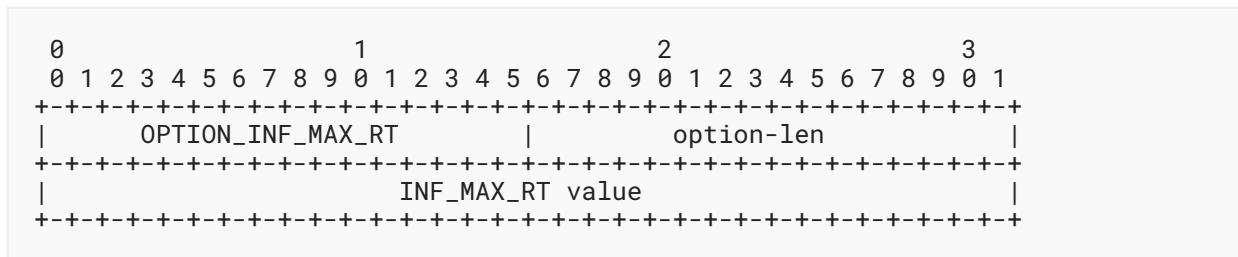 0                   1                   2                   3
 0 1 2 3 4 5 6 7 8 9 0 1 2 3 4 5 6 7 8 9 0 1 2 3 4 5 6 7 8 9 0 1
+-+-+-+-+-+-+-+-+-+-+-+-+-+-+-+-+-+-+-+-+-+-+-+-+-+-+-+-+-+-+-+-+
|      OPTION_INF_MAX_RT        |         option-len            |
+-+-+-+-+-+-+-+-+-+-+-+-+-+-+-+-+-+-+-+-+-+-+-+-+-+-+-+-+-+-+-+-+
|                       INF_MAX_RT value                        |
+-+-+-+-+-+-+-+-+-+-+-+-+-+-+-+-+-+-+-+-+-+-+-+-+-+-+-+-+-+-+-+-+